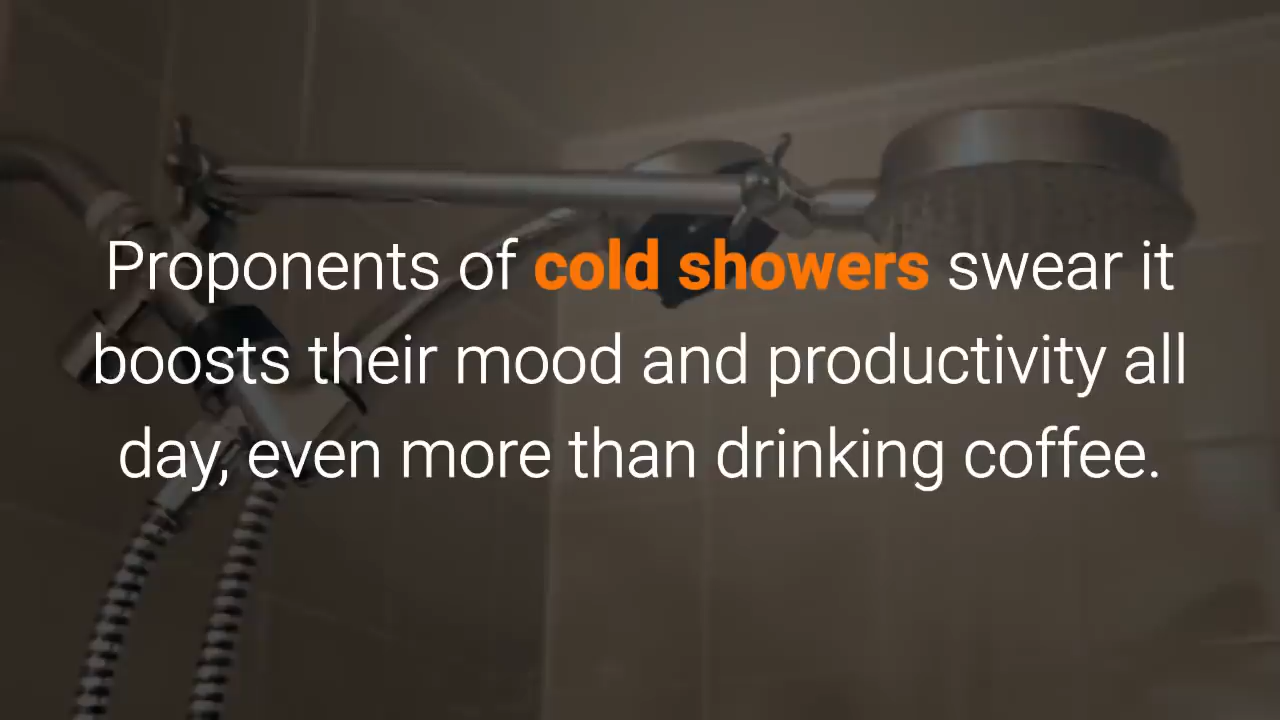 Proponents of cold showers swear it
boosts their mood and productivity all
day, even more than drinking coffee.